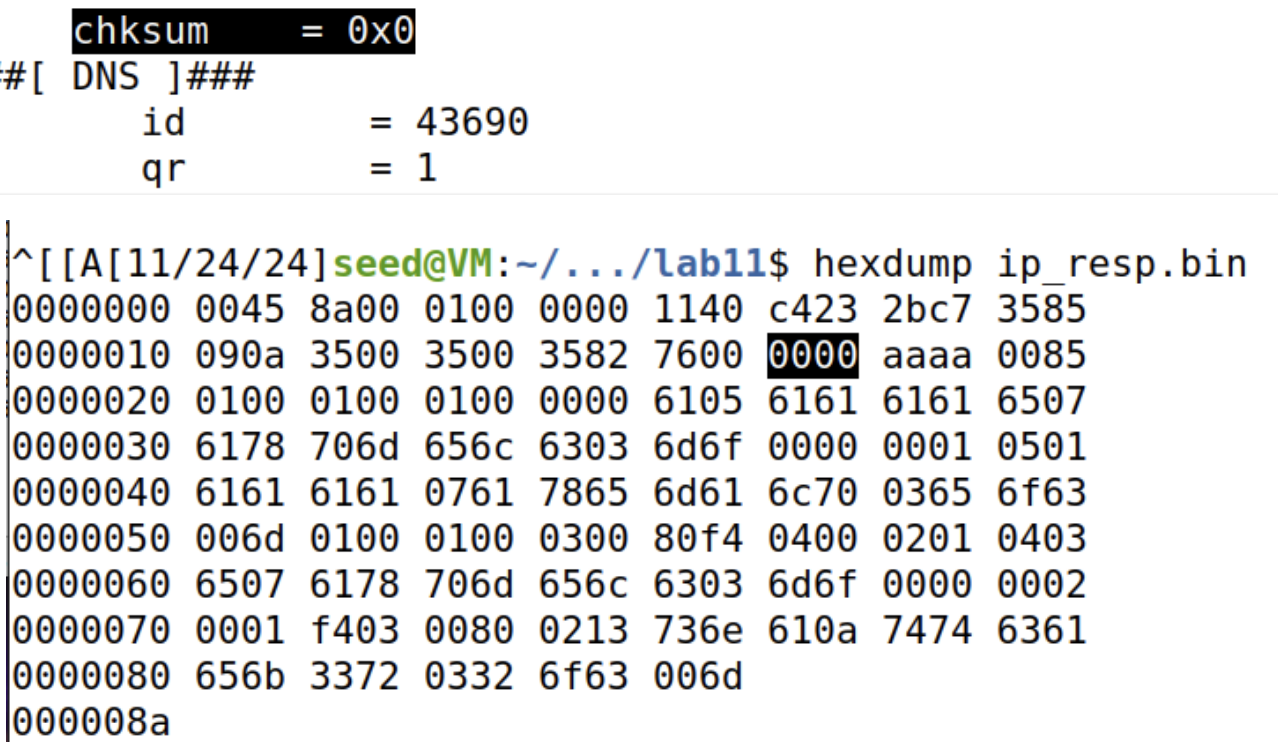 chksum    = 0x0
#[ DNS ]###
id        = 43690
qr        = 1
^[[A[11/24/24]seed@VM:~/.../lab11$ hexdump ip_resp.bin
0000000 0045 8a00 0100 0000 1140 c423 2bc7 3585
0000010 090a 3500 3500 3582 7600 0000 aaaa 0085
0000020 0100 0100 0100 0000 6105 6161 6161 6507
0000030 6178 706d 656c 6303 6d6f 0000 0001 0501
0000040 6161 6161 0761 7865 6d61 6c70 0365 6f63
0000050 006d 0100 0100 0300 80f4 0400 0201 0403
0000060 6507 6178 706d 656c 6303 6d6f 0000 0002
0000070 0001 f403 0080 0213 736e 610a 7474 6361
0000080 656b 3372 0332 6f63 006d
000008a